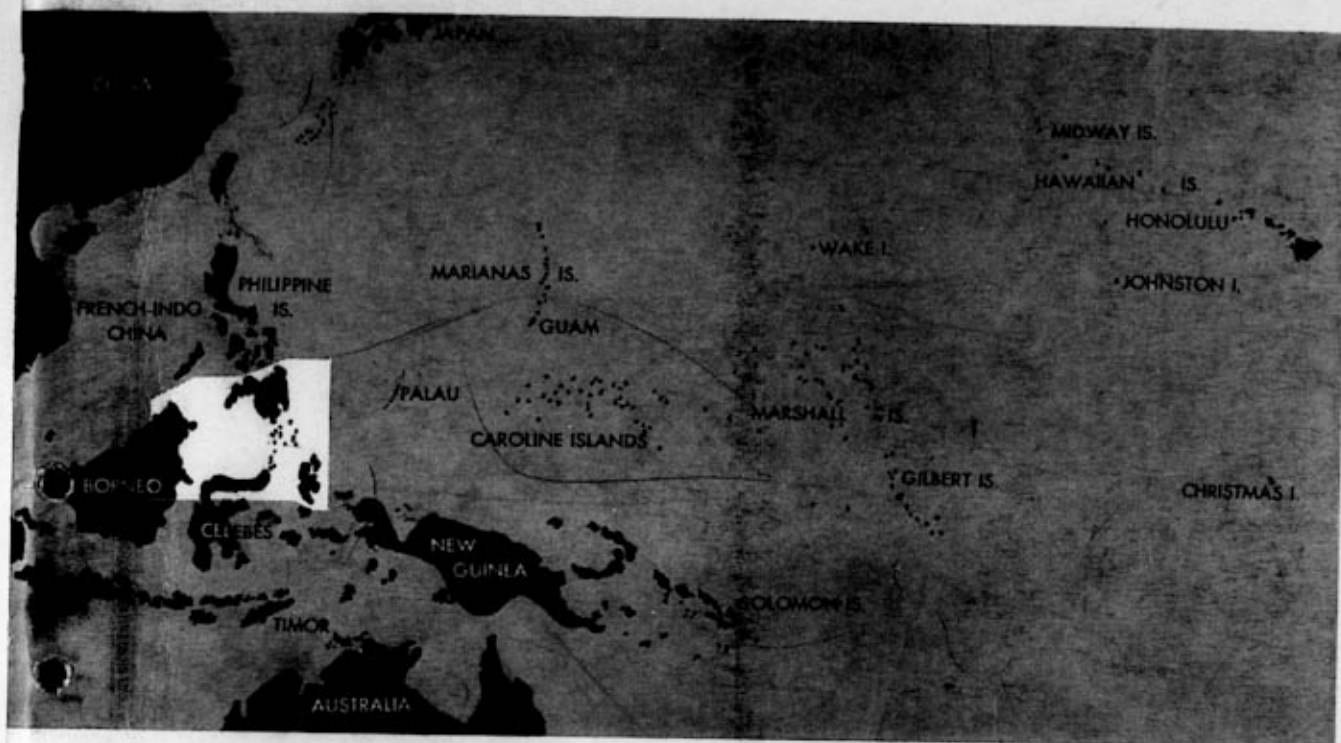 JAPAN
CHINA
MIDWAY IS.
HAWAIIAN IS.
HONOLULU
WAKE I.
MARIANAS IS.
JOHNSTON I.
PHILIPPINE
IS.
FRENCH-INDO
CHINA
GUAM
PALAU
MARSHALL IS.
CAROLINE ISLANDS
GILBERT IS.
BORNEO
CHRISTMAS I.
CELEBES
NEW
GUINEA
SOLOMON IS.
TIMOR
AUSTRALIA